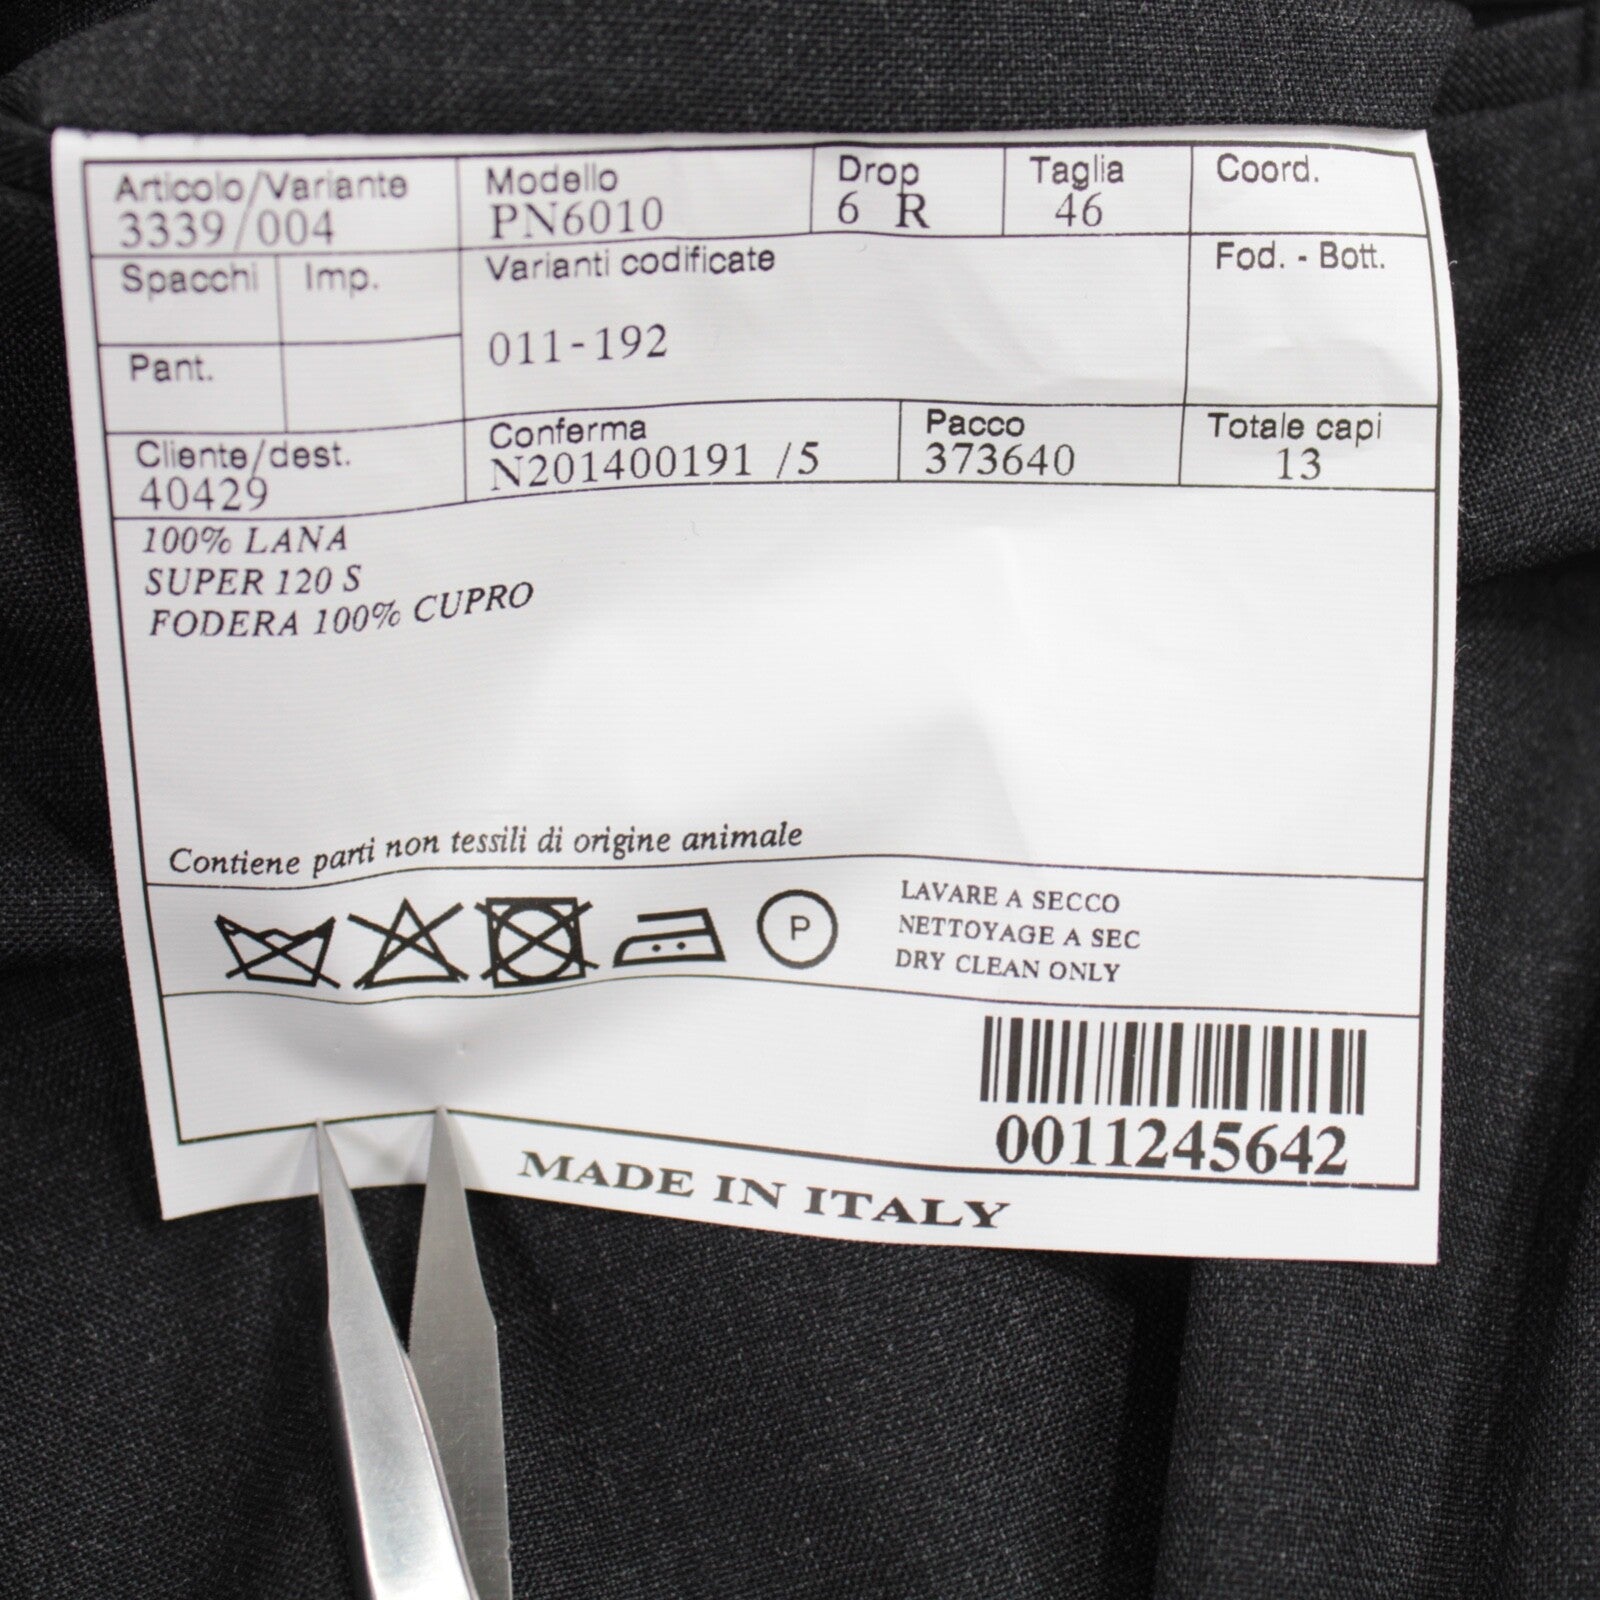 Articolo/Variante Modello Drop Taglia Coord.
3339/004 PN6010 6 R 46
Spacchi Imp. Varianti codificate Fod. - Bott.
011-192
Pant.
Cliente/dest. Conferma Pacco Totale capi
40429 N201400191 /5 373640 13
100% LANA
SUPER 120 S
FODERA 100% CUPRO
Contiene parti non tessili di origine animale
P
LAVARE A SECCO
NETTOYAGE A SEC
DRY CLEAN ONLY
0011245642
MADE IN ITALY